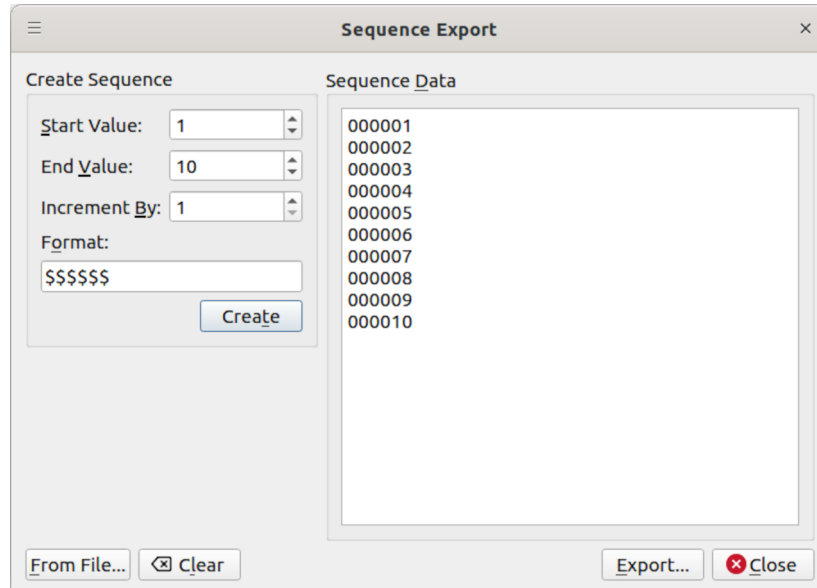 Sequence Export
Create Sequence
Start Value: 1
End Value: 10
Increment By: 1
Format:
$$$$$$
Create
Sequence Data
000001
000002
000003
000004
000005
000006
000007
000008
000009
000010
From File... Clear Export... Close